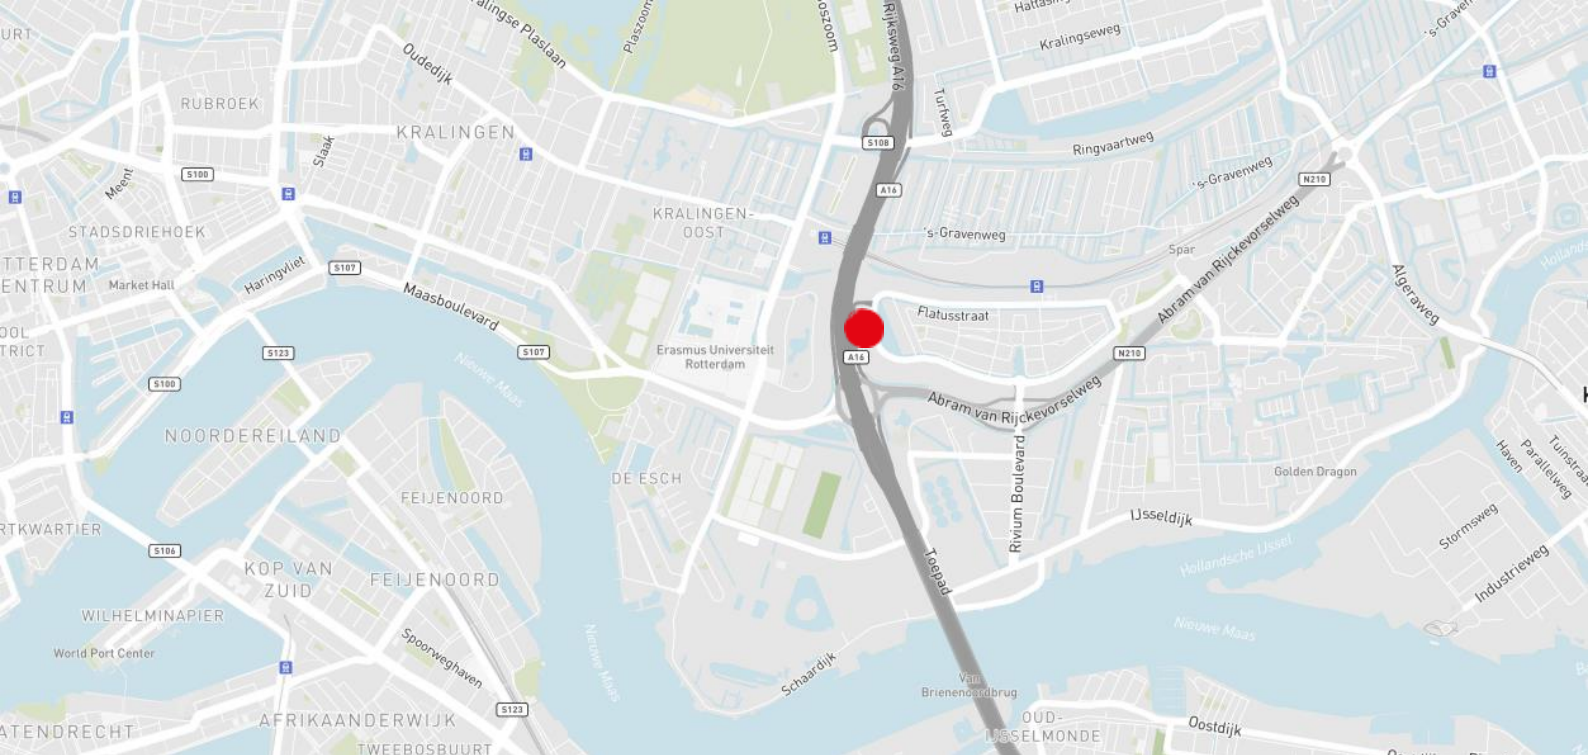 Kralingse Plaslaan
Plaszoom
Boszoom
Rijksweg A16
Kralingseweg
URT
Oudedijk
RUBROEK
KRALINGEN
Slaak
Turfweg
S108
Ringvaartweg
's-Gravenweg
N210
S100
Meent
A16
KRALINGEN-
OOST
STADSDRIEHOEK
's-Gravenweg
Spar
TTERDAM
ENTRUM
Market Hall
Haringvliet
S107
Maasboulevard
Abram van Rijckevorselweg
Algeraweg
Flatusstraat
OOL
TRICT
S123
S107
Erasmus Universiteit
Rotterdam
A16
N210
S100
Nieuwe Maas
Abram van Rijckevorselweg
NOORDEREILAND
DE ESCH
Rivium Boulevard
Golden Dragon
Haven
Parallelweg
FEIJENOORD
IJsseldijk
Stormsweg
RTKWARTIER
S106
KOP VAN
ZUID
FEIJENOORD
Toepad
Hollandsche IJssel
Industrieweg
WILHELMINAPIER
World Port Center
Spoorweghaven
Nieuwe Maas
Nieuwe Maas
Schaardijk
Van
Brienenoordbrug
S123
AFRIKAANDERWIJK
OUD-
IJSSELMONDE
Oostdijk
ATENDRECHT
TWEEBOSBUURT